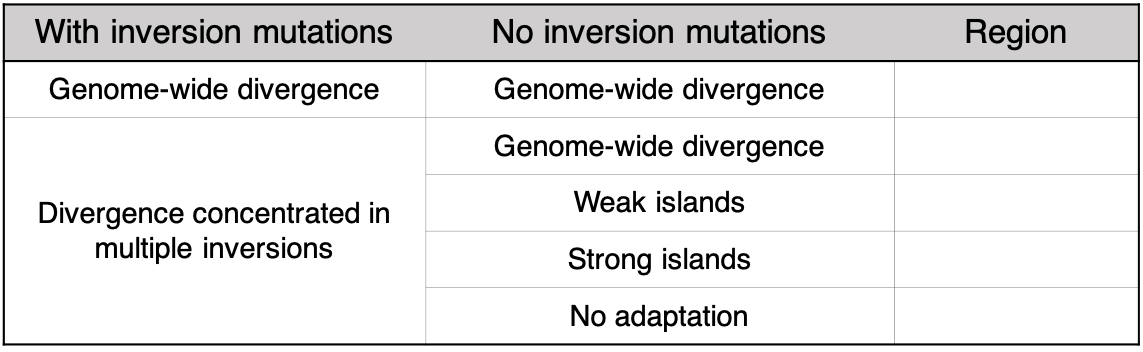 With inversion mutations No inversion mutations Region
Genome-wide divergence Genome-wide divergence
Genome-wide divergence
Weak islands
Divergence concentrated in
multiple inversions
Strong islands
No adaptation